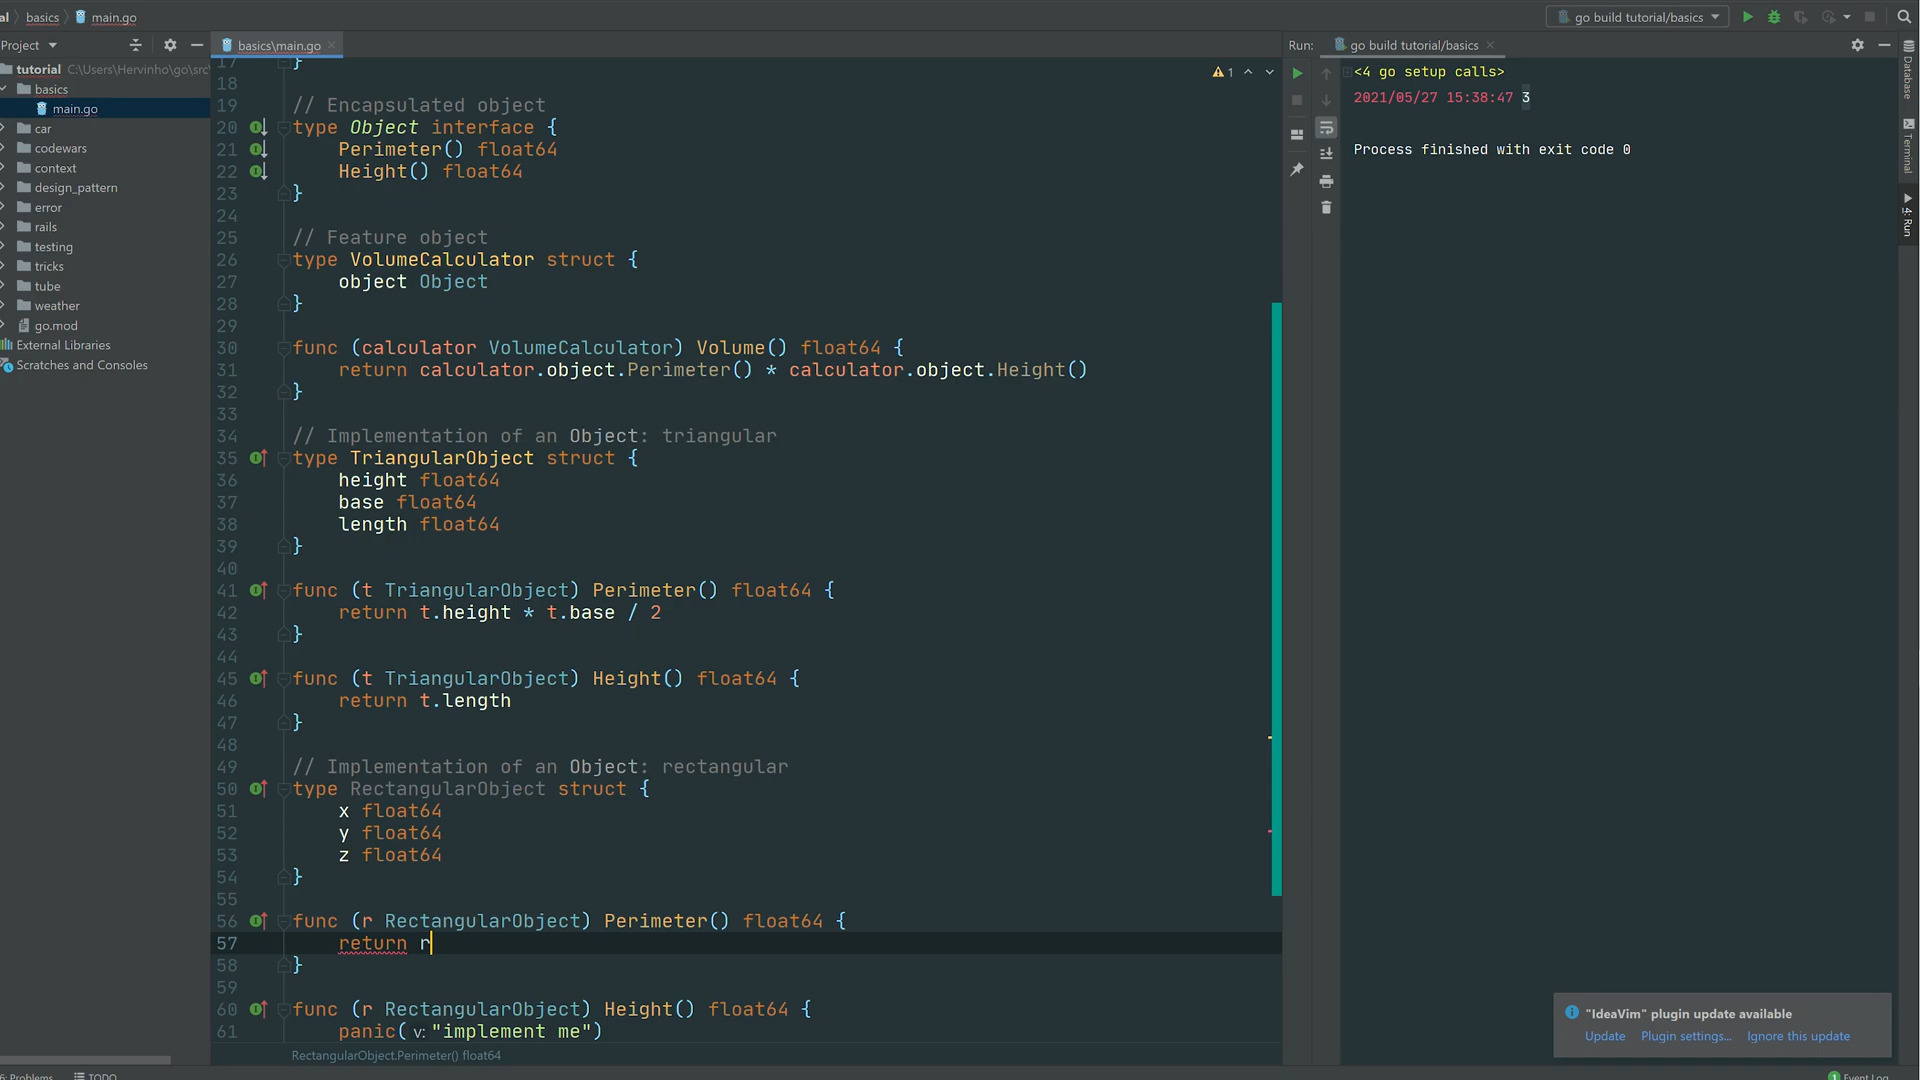 al basics main.go
go build tutorial/basics
Project
basics\main.go
Run: go build tutorial/basics
tutorial C:\Users\Hervinho\go\src\
basics
main.go
car
codewars
context
design_pattern
error
rails
testing
tricks
tube
weather
go.mod
External Libraries
Scratches and Consoles
1
17 }
18
19 // Encapsulated object
20 type Object interface {
21 Perimeter() float64
22 Height() float64
23 }
24
25 // Feature object
26 type VolumeCalculator struct {
27 object Object
28 }
29
30 func (calculator VolumeCalculator) Volume() float64 {
31 return calculator.object.Perimeter() * calculator.object.Height()
32 }
33
34 // Implementation of an Object: triangular
35 type TriangularObject struct {
36 height float64
37 base float64
38 length float64
39 }
40
41 func (t TriangularObject) Perimeter() float64 {
42 return t.height * t.base / 2
43 }
44
45 func (t TriangularObject) Height() float64 {
46 return t.length
47 }
48
49 // Implementation of an Object: rectangular
50 type RectangularObject struct {
51 x float64
52 y float64
53 z float64
54 }
55
56 func (r RectangularObject) Perimeter() float64 {
57 return r
58 }
59
60 func (r RectangularObject) Height() float64 {
61 panic( v: "implement me")
RectangularObject.Perimeter() float64
<4 go setup calls>
2021/05/27 15:38:47 3
Process finished with exit code 0
Database
Terminal
4: Run
"IdeaVim" plugin update available
Update Plugin settings... Ignore this update
6: Problems TODO
1 Event Log